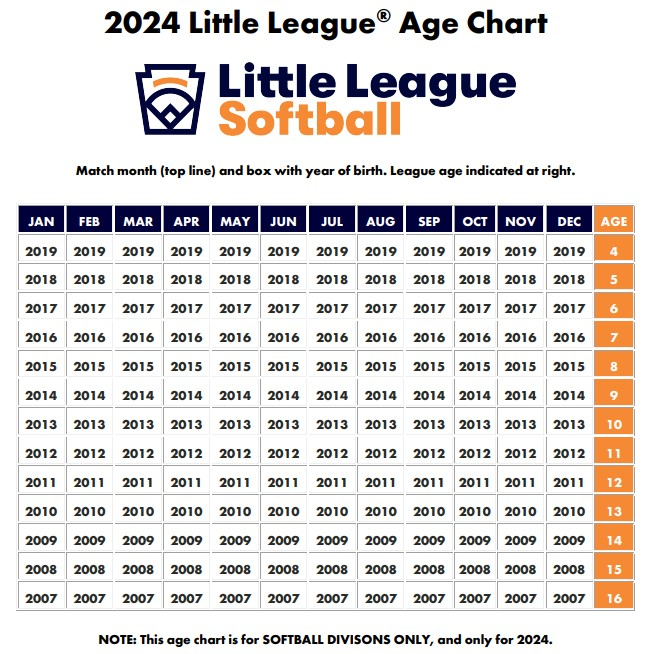 2024 Little League® Age Chart
Little League
Softball
Match month (top line) and box with year of birth. League age indicated at right.
JAN FEB MAR APR MAY JUN JUL AUG SEP OCT NOV DEC AGE
2019 2019 2019 2019 2019 2019 2019 2019 2019 2019 2019 2019 4
2018 2018 2018 2018 2018 2018 2018 2018 2018 2018 2018 2018 5
2017 2017 2017 2017 2017 2017 2017 2017 2017 2017 2017 2017 6
2016 2016 2016 2016 2016 2016 2016 2016 2016 2016 2016 2016 7
2015 2015 2015 2015 2015 2015 2015 2015 2015 2015 2015 2015 8
2014 2014 2014 2014 2014 2014 2014 2014 2014 2014 2014 2014 9
2013 2013 2013 2013 2013 2013 2013 2013 2013 2013 2013 2013 10
2012 2012 2012 2012 2012 2012 2012 2012 2012 2012 2012 2012 11
2011 2011 2011 2011 2011 2011 2011 2011 2011 2011 2011 2011 12
2010 2010 2010 2010 2010 2010 2010 2010 2010 2010 2010 2010 13
2009 2009 2009 2009 2009 2009 2009 2009 2009 2009 2009 2009 14
2008 2008 2008 2008 2008 2008 2008 2008 2008 2008 2008 2008 15
2007 2007 2007 2007 2007 2007 2007 2007 2007 2007 2007 2007 16
NOTE: This age chart is for SOFTBALL DIVISONS ONLY, and only for 2024.